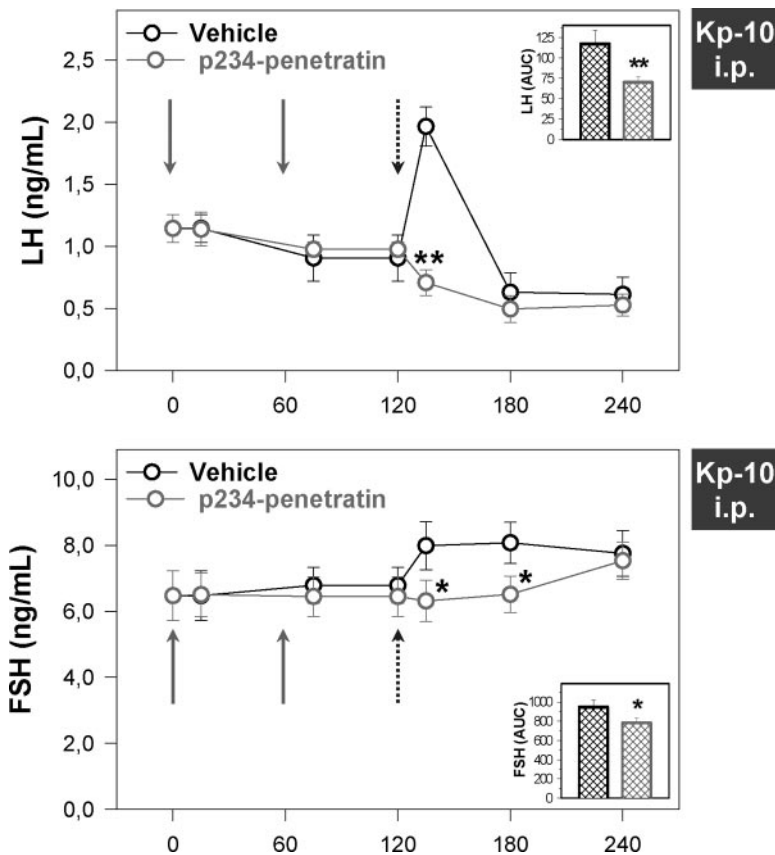 Vehicle
p234-penetratin
LH (ng/mL)
2,5
2,0
1,5
1,0
0,5
0,0
0 60 120 180 240
**
LH (AUC)
125
100
75
50
25
0
**
Kp-10
i.p.
Vehicle
p234-penetratin
FSH (ng/mL)
10,0
8,0
6,0
4,0
2,0
0,0
0 60 120 180 240
*
*
FSH (AUC)
1000
800
600
400
200
0
*
Kp-10
i.p.